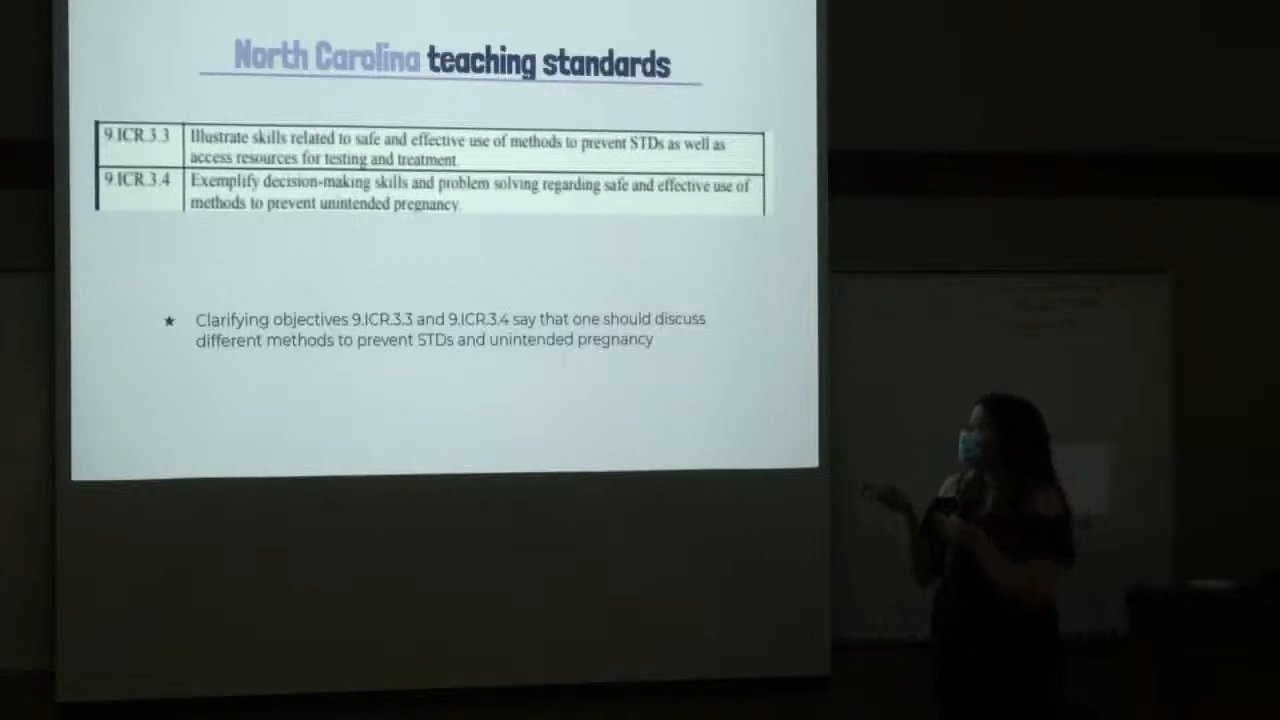 North Carolina teaching standards
9.ICR.3.3 Illustrate skills related to safe and effective use of methods to prevent STDs as well as
access resources for testing and treatment.
9.ICR.3.4 Exemplify decision-making skills and problem solving regarding safe and effective use of
methods to prevent unintended pregnancy.
★ Clarifying objectives 9.ICR.3.3 and 9.ICR.3.4 say that one should discuss
different methods to prevent STDs and unintended pregnancy